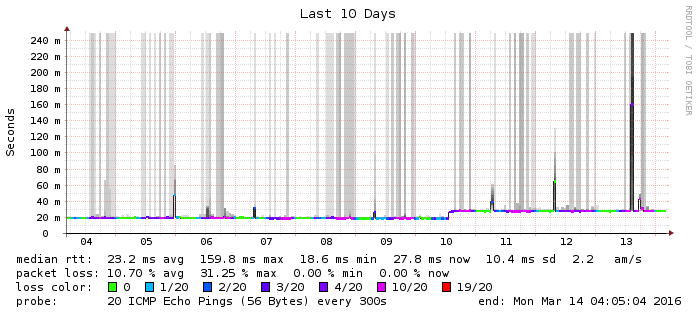 Last 10 Days
RRDTOOL / TOBI OETIKER
Seconds
240 m
220 m
200 m
180 m
160 m
140 m
120 m
100 m
80 m
60 m
40 m
20 m
0
04 05 06 07 08 09 10 11 12 13
median rtt: 23.2 ms avg 159.8 ms max 18.6 ms min 27.8 ms now 10.4 ms sd 2.2 am/s
packet loss: 10.70 % avg 31.25 % max 0.00 % min 0.00 % now
loss color: 0 1/20 2/20 3/20 4/20 10/20 19/20
probe: 20 ICMP Echo Pings (56 Bytes) every 300s end: Mon Mar 14 04:05:04 2016